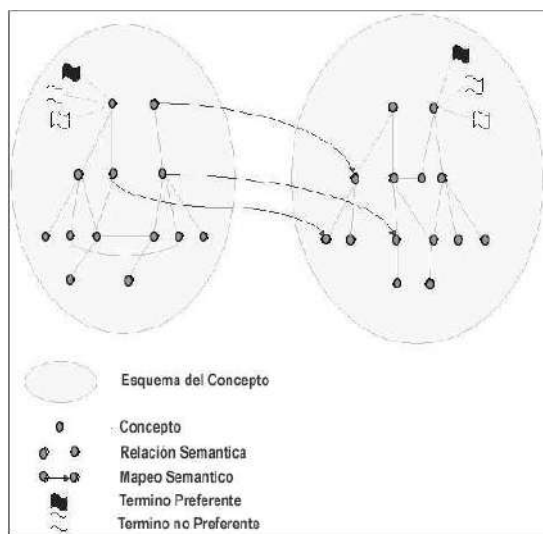 Esquema del Concepto
Concepto
Relación Semantica
Mapeo Semantico
Termino Preferente
Termino no Preferente